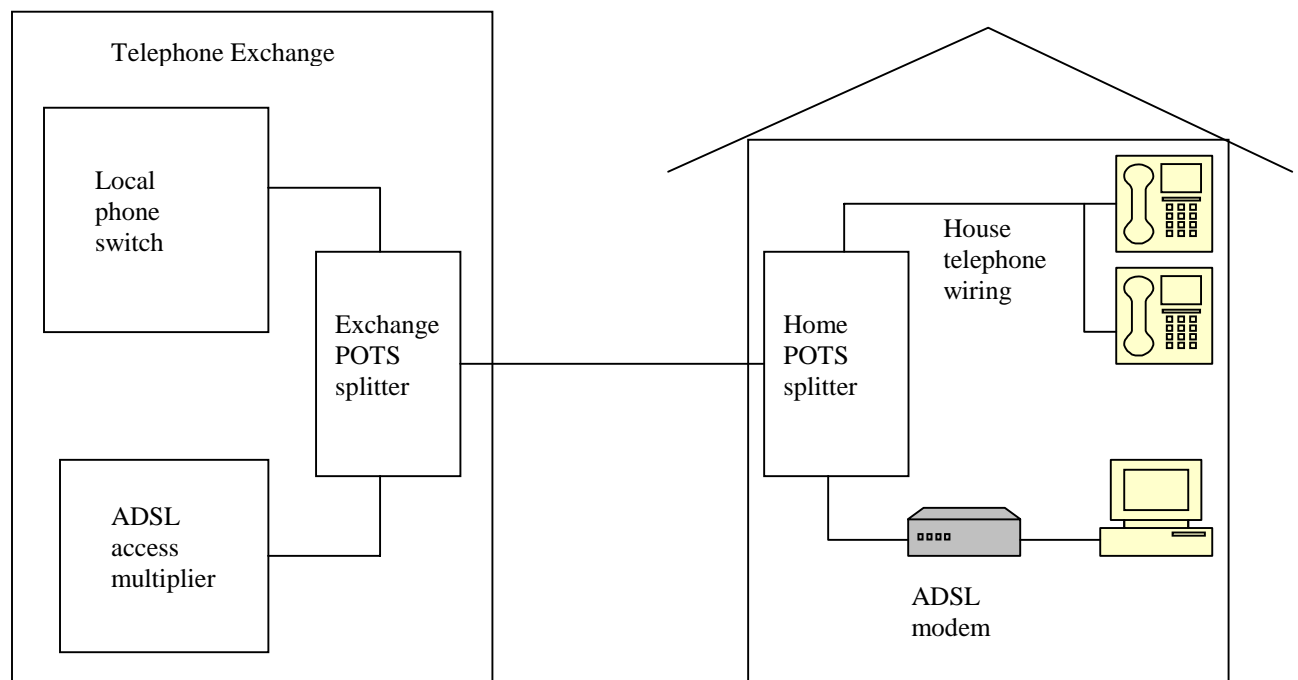 Telephone Exchange
Local
phone
switch
Exchange
POTS
splitter
ADSL
access
multiplier
House
telephone
wiring
Home
POTS
splitter
ADSL
modem